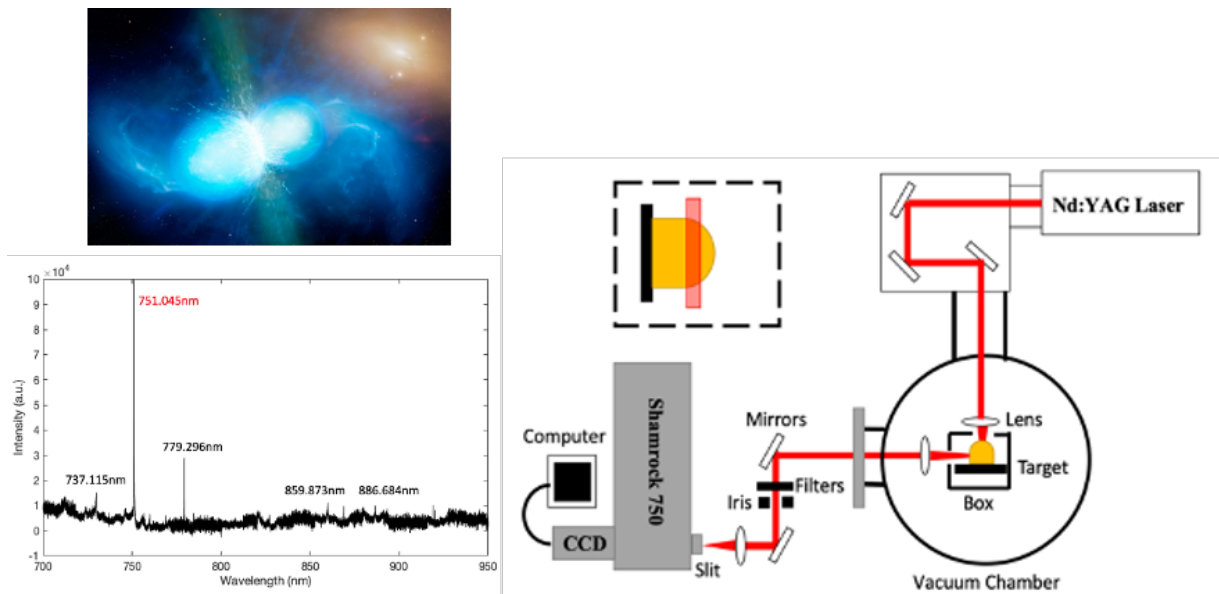 × 10⁴
10
9
8
7
6
5
4
3
2
1
0
-1
Intensity (a.u.)
751.045nm
737.115nm
779.296nm
859.873nm
886.684nm
700
750
800
850
900
950
Wavelength (nm)
Nd:YAG Laser
Shamrock 750
Computer
CCD
Slit
Mirrors
Filters
Iris
Lens
Target
Box
Vacuum Chamber